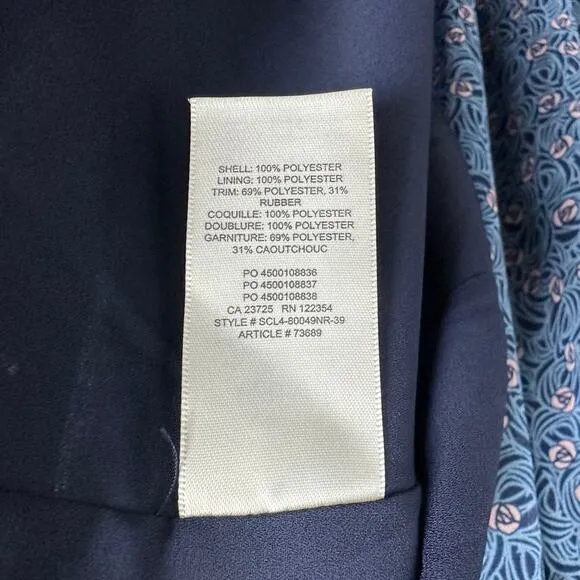 SHELL: 100% POLYESTER
LINING: 100% POLYESTER
TRIM: 69% POLYESTER, 31%
RUBBER
COQUILLE: 100% POLYESTER
DOUBLURE: 100% POLYESTER
GARNITURE: 69% POLYESTER,
31% CAOUTCHOUC
PO 4500108836
PO 4500108837
PO 4500108838
CA 23725 RN 122354
STYLE # SCL4-80049NR-39
ARTICLE # 73689